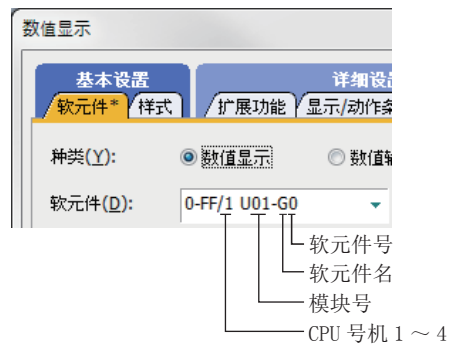 数值显示
基本设置
详细设
软元件* 样式 扩展功能 显示/动作条
种类(Y): 数值显示 数值输
软元件(D): 0-FF/1 U01-G0
软元件号
软元件名
模块号
CPU 号机 1 ～ 4